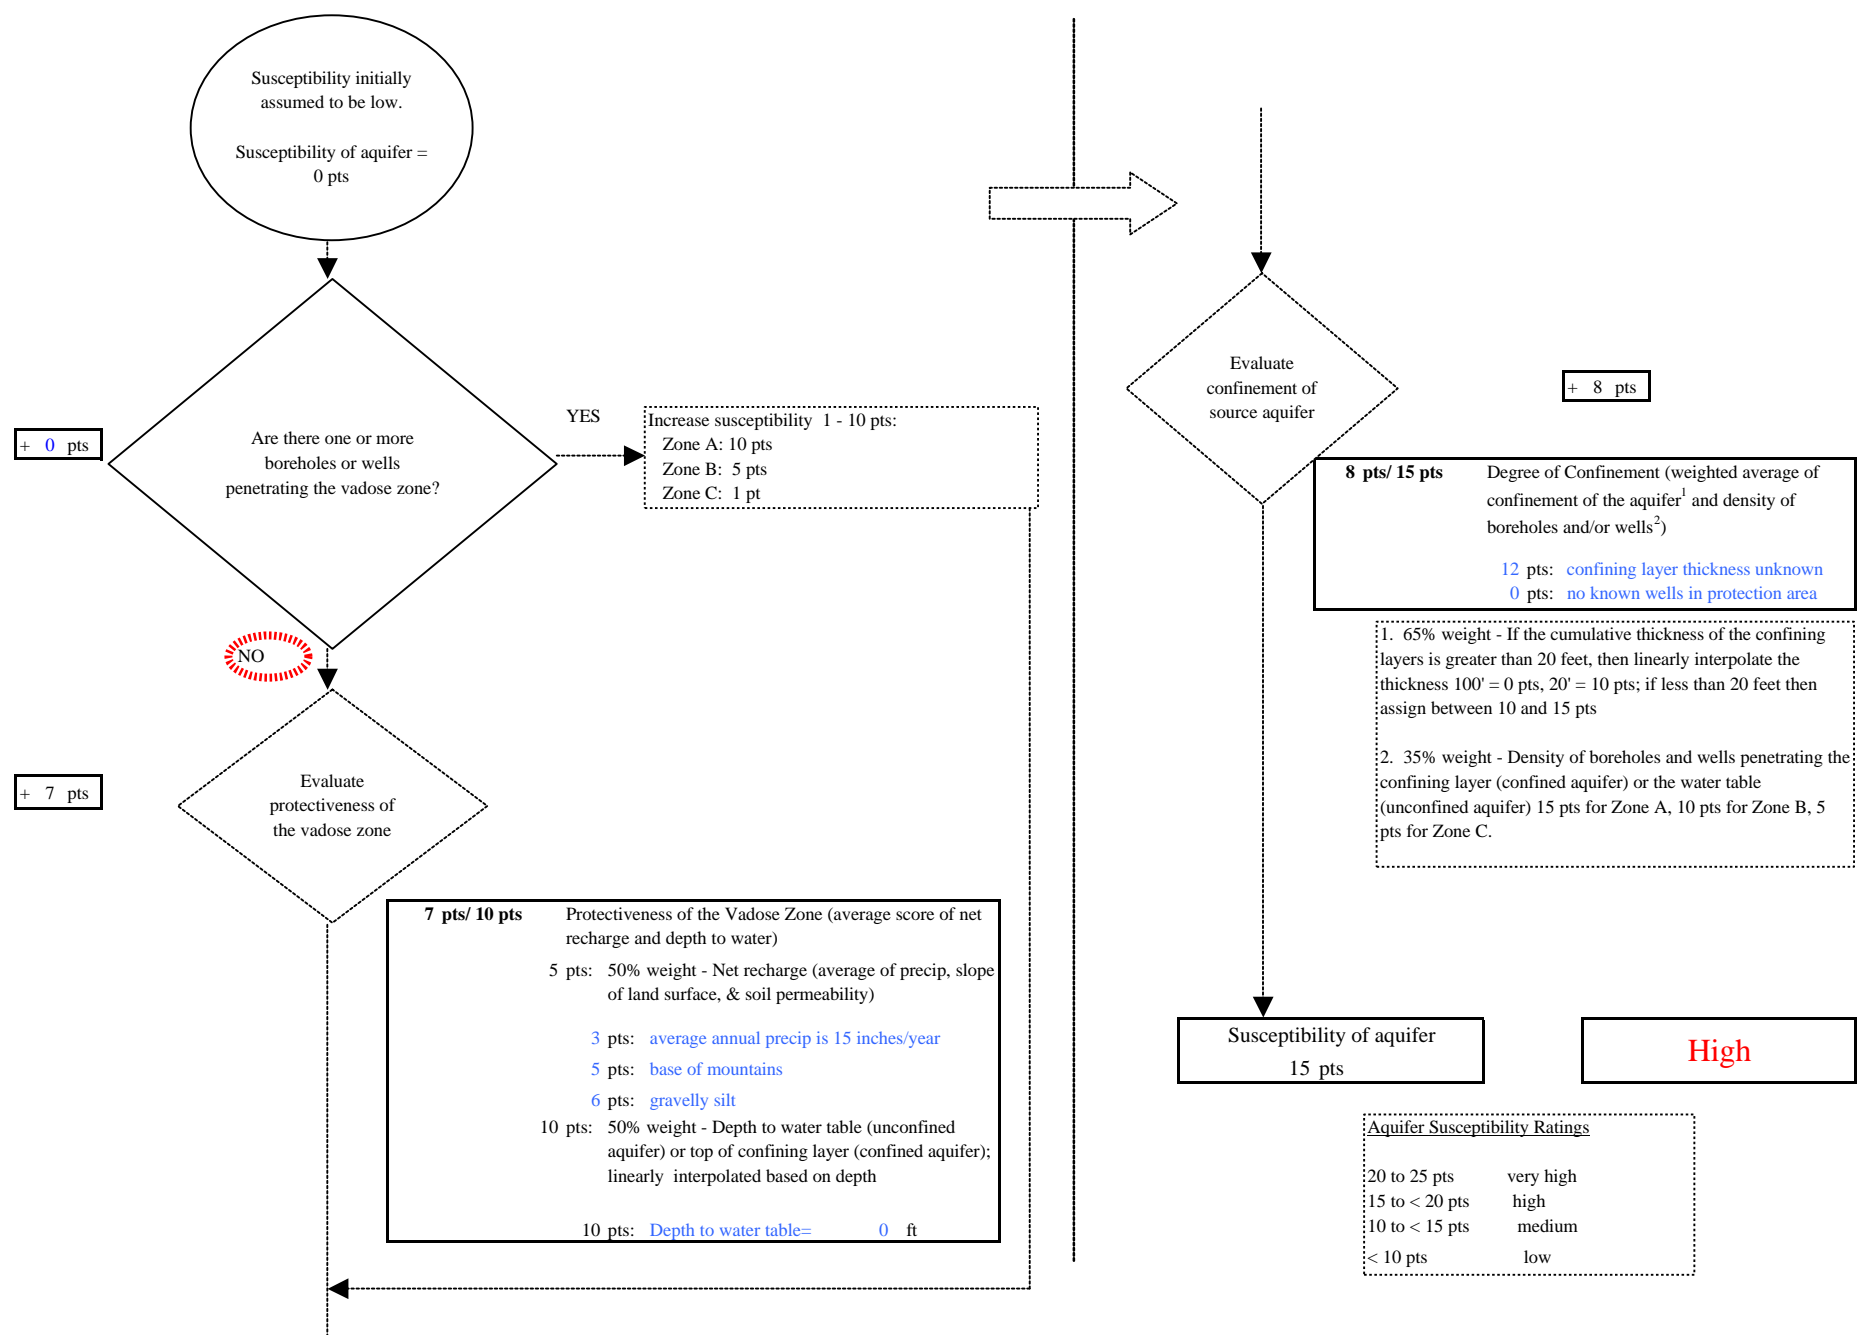 Susceptibility initially
assumed to be low.
Susceptibility of aquifer =
0 pts
+ 0 pts
Are there one or more
boreholes or wells
penetrating the vadose zone?
YES
Increase susceptibility 1 - 10 pts:
Zone A: 10 pts
Zone B: 5 pts
Zone C: 1 pt
NO
+ 7 pts
Evaluate
protectiveness of
the vadose zone
7 pts/ 10 pts Protectiveness of the Vadose Zone (average score of net
recharge and depth to water)
5 pts: 50% weight - Net recharge (average of precip, slope
of land surface, & soil permeability)
3 pts: average annual precip is 15 inches/year
5 pts: base of mountains
6 pts: gravelly silt
10 pts: 50% weight - Depth to water table (unconfined
aquifer) or top of confining layer (confined aquifer);
linearly interpolated based on depth
10 pts: Depth to water table= 0 ft
Evaluate
confinement of
source aquifer
+ 8 pts
8 pts/ 15 pts Degree of Confinement (weighted average of
confinement of the aquifer1 and density of
boreholes and/or wells2)
12 pts: confining layer thickness unknown
0 pts: no known wells in protection area
1. 65% weight - If the cumulative thickness of the confining
layers is greater than 20 feet, then linearly interpolate the
thickness 100' = 0 pts, 20' = 10 pts; if less than 20 feet then
assign between 10 and 15 pts
2. 35% weight - Density of boreholes and wells penetrating the
confining layer (confined aquifer) or the water table
(unconfined aquifer) 15 pts for Zone A, 10 pts for Zone B, 5
pts for Zone C.
Susceptibility of aquifer
15 pts
High
Aquifer Susceptibility Ratings
20 to 25 pts very high
15 to < 20 pts high
10 to < 15 pts medium
< 10 pts low